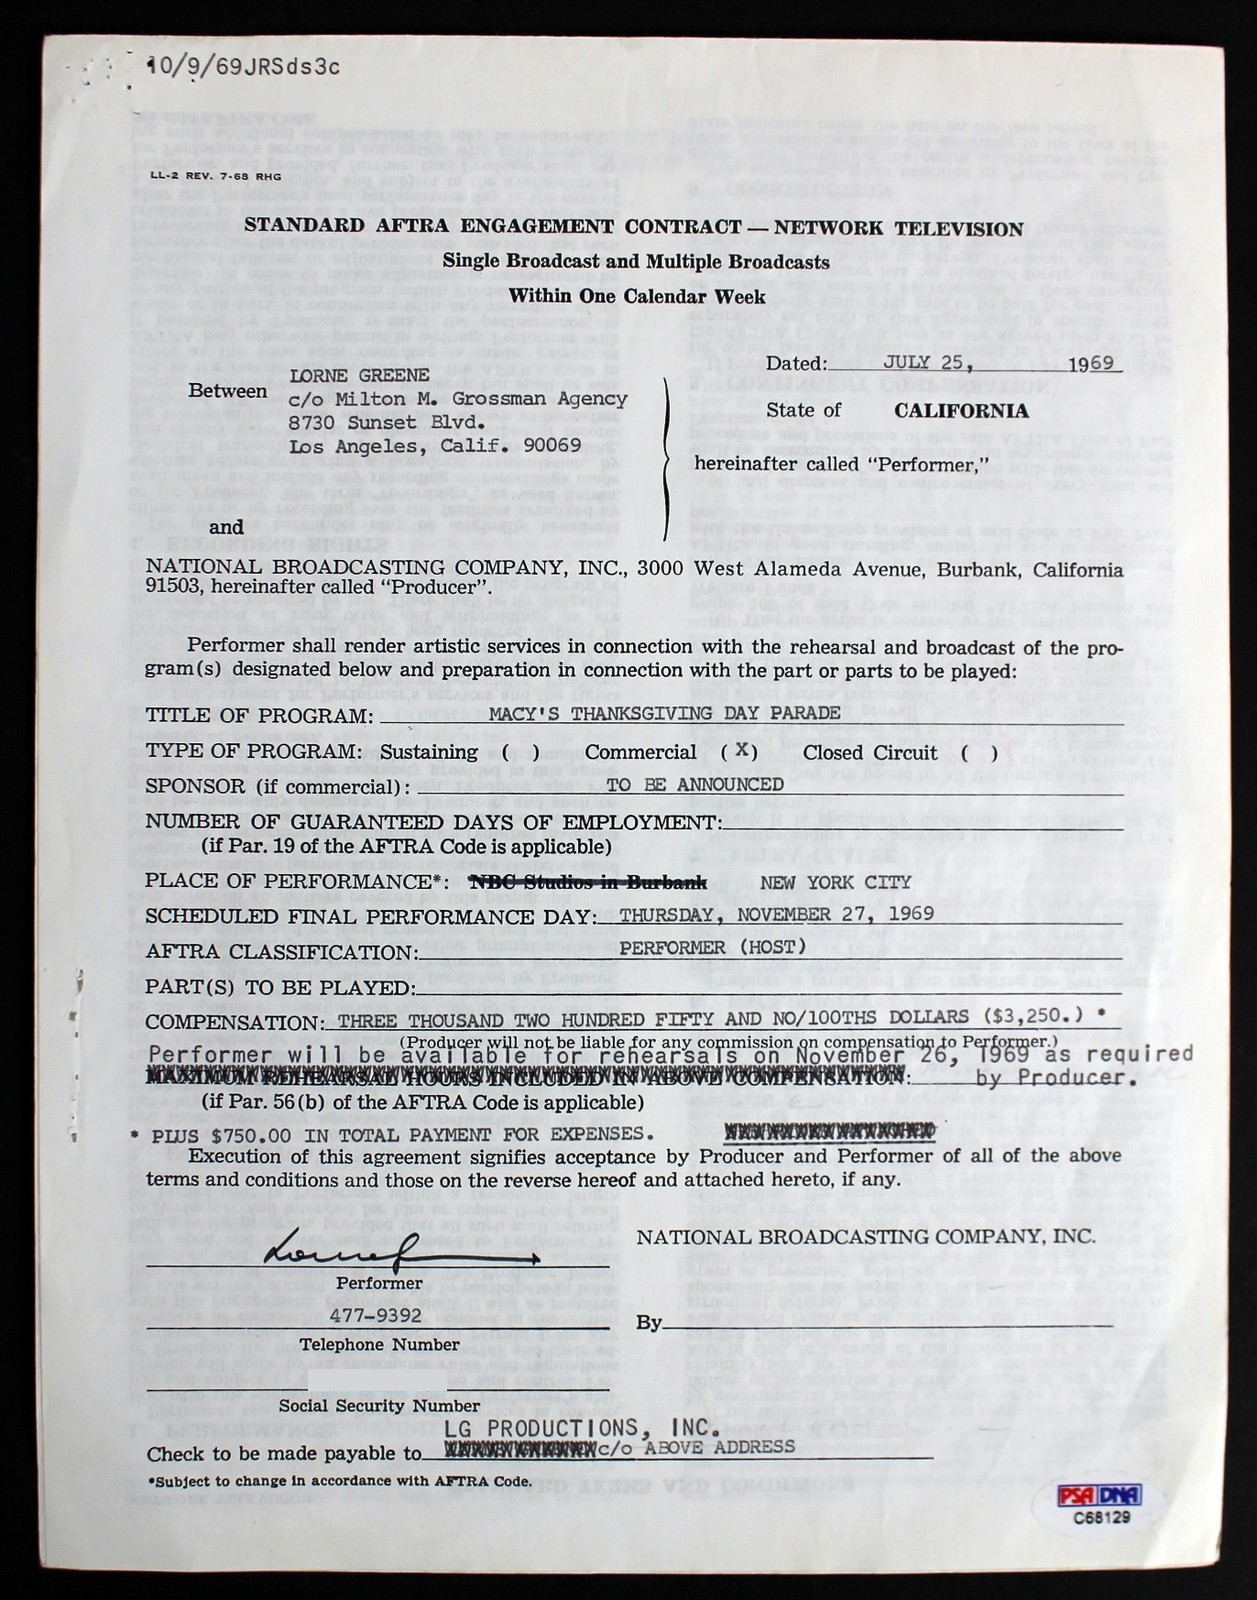 10/9/69JRSds3c
LL-2 REV. 7-68 RHG
STANDARD AFTRA ENGAGEMENT CONTRACT — NETWORK TELEVISION
Single Broadcast and Multiple Broadcasts
Within One Calendar Week
Dated: JULY 25, 1969
Between LORNE GREENE
c/o Milton M. Grossman Agency
8730 Sunset Blvd.
Los Angeles, Calif. 90069
State of CALIFORNIA
hereinafter called "Performer,"
and
NATIONAL BROADCASTING COMPANY, INC., 3000 West Alameda Avenue, Burbank, California
91503, hereinafter called "Producer".
Performer shall render artistic services in connection with the rehearsal and broadcast of the pro-
gram(s) designated below and preparation in connection with the part or parts to be played:
TITLE OF PROGRAM: MACY'S THANKSGIVING DAY PARADE
TYPE OF PROGRAM: Sustaining ( ) Commercial (X) Closed Circuit ( )
SPONSOR (if commercial): TO BE ANNOUNCED
NUMBER OF GUARANTEED DAYS OF EMPLOYMENT:
(if Par. 19 of the AFTRA Code is applicable)
PLACE OF PERFORMANCE*: NBC Studios in Burbank NEW YORK CITY
SCHEDULED FINAL PERFORMANCE DAY: THURSDAY, NOVEMBER 27, 1969
AFTRA CLASSIFICATION: PERFORMER (HOST)
PART(S) TO BE PLAYED:
COMPENSATION: THREE THOUSAND TWO HUNDRED FIFTY AND NO/100THS DOLLARS ($3,250.) *
(Producer will not be liable for any commission on compensation to Performer.)
Performer will be available for rehearsals on November 26, 1969 as required
MAXIMUM REHEARSAL HOURS INCLUDED IN ABOVE COMPENSATION: by Producer.
(if Par. 56(b) of the AFTRA Code is applicable)
* PLUS $750.00 IN TOTAL PAYMENT FOR EXPENSES.
Execution of this agreement signifies acceptance by Producer and Performer of all of the above
terms and conditions and those on the reverse hereof and attached hereto, if any.
NATIONAL BROADCASTING COMPANY, INC.
Performer
477-9392
By
Telephone Number
Social Security Number
LG PRODUCTIONS, INC.
Check to be made payable to c/o ABOVE ADDRESS
*Subject to change in accordance with AFTRA Code.
PSA DNA
C68129